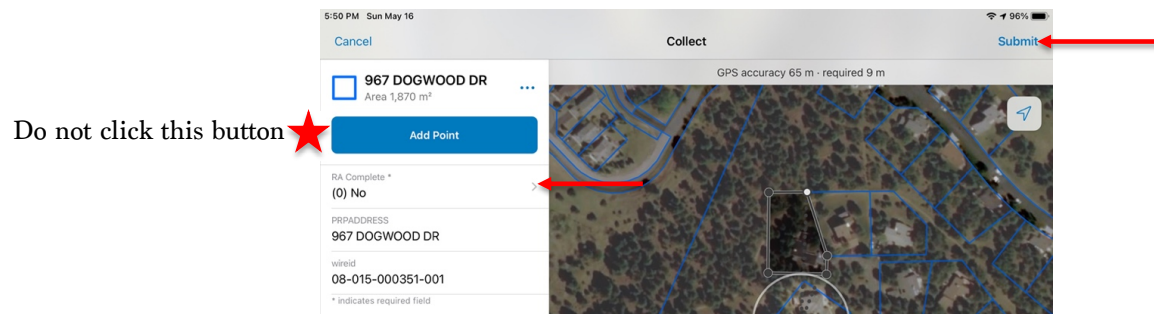 5:50 PM Sun May 16
96%
Cancel
Collect
Submit
967 DOGWOOD DR
Area 1,870 m²
GPS accuracy 65 m · required 9 m
Do not click this button
Add Point
RA Complete *
(0) No
PRPADDRESS
967 DOGWOOD DR
wireid
08-015-000351-001
* indicates required field